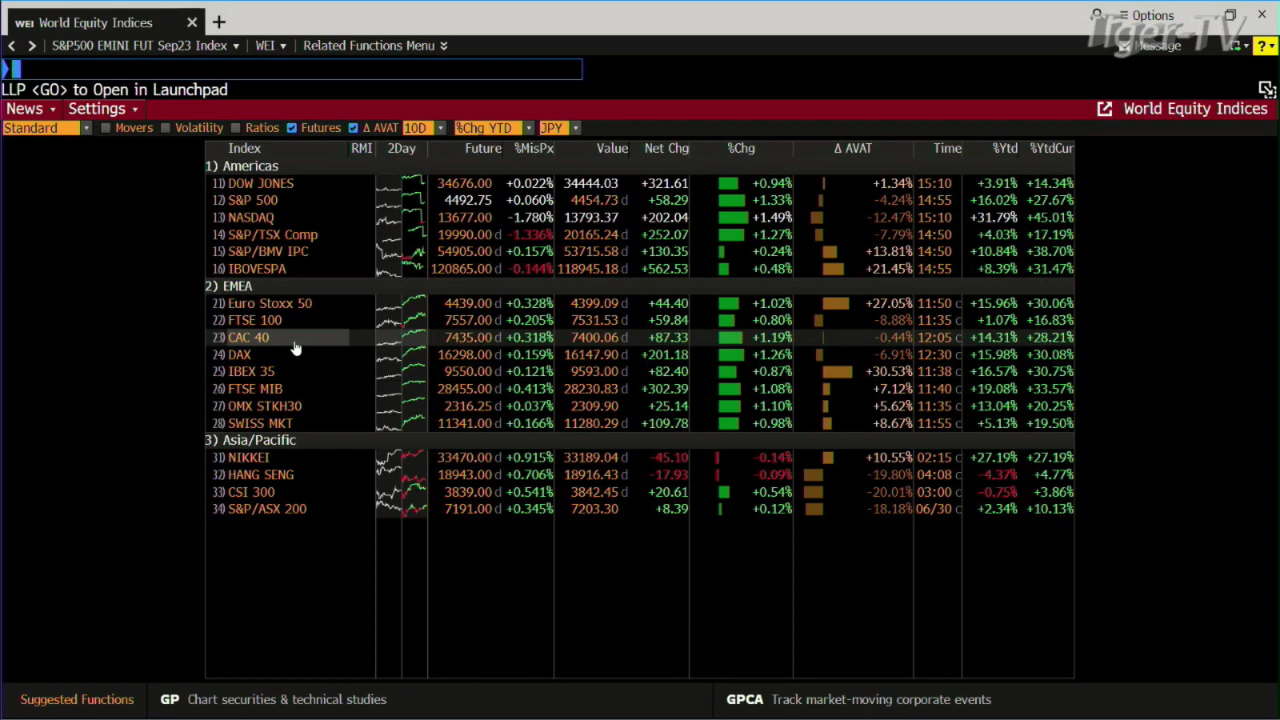 WEI World Equity Indices × +
Options
Tiger-TV
S&P500 EMINI FUT Sep23 Index ▾ WEI ▾ Related Functions Menu
Message
?
LLP <GO> to Open in Launchpad
News Settings World Equity Indices
Standard Movers Volatility Ratios Futures Δ AVAT 10D %Chg YTD JPY
Index RMI 2Day Future %MisPx Value Net Chg %Chg Δ AVAT Time %Ytd %YtdCur
1) Americas
11) DOW JONES 34676.00 +0.022% 34444.03 +321.61 +0.94% +1.34% 15:10 +3.91% +14.34%
12) S&P 500 4492.75 +0.060% 4454.73 d +58.29 +1.33% -4.24% 14:55 +16.02% +27.67%
13) NASDAQ 13677.00 -1.780% 13793.37 +202.04 +1.49% -12.47% 15:10 +31.79% +45.01%
14) S&P/TSX Comp 19990.00 d -1.336% 20165.24 d +252.07 +1.27% -7.79% 14:50 +4.03% +17.19%
15) S&P/BMV IPC 54905.00 d +0.157% 53715.58 d +130.35 +0.24% +13.81% 14:50 +10.84% +38.70%
16) IBOVESPA 120865.00 d -0.144% 118945.18 d +562.53 +0.48% +21.45% 14:55 +8.39% +31.47%
2) EMEA
21) Euro Stoxx 50 4439.00 d +0.328% 4399.09 d +44.40 +1.02% +27.05% 11:50 c +15.96% +30.06%
22) FTSE 100 7557.00 d +0.205% 7531.53 d +59.84 +0.80% -8.88% 11:35 c +1.07% +16.83%
23) CAC 40 7435.00 d +0.318% 7400.06 d +87.33 +1.19% -0.44% 12:05 c +14.31% +28.21%
24) DAX 16298.00 d +0.159% 16147.90 d +201.18 +1.26% -6.91% 12:30 c +15.98% +30.08%
25) IBEX 35 9550.00 d +0.121% 9593.00 d +82.40 +0.87% +30.53% 11:38 c +16.57% +30.75%
26) FTSE MIB 28455.00 d +0.413% 28230.83 d +302.39 +1.08% +7.12% 11:40 c +19.08% +33.57%
27) OMX STKH30 2316.25 d +0.037% 2309.90 d +25.14 +1.10% +5.62% 11:35 c +13.04% +20.25%
28) SWISS MKT 11341.00 d +0.166% 11280.29 d +109.78 +0.98% +8.67% 11:55 c +5.13% +19.50%
3) Asia/Pacific
31) NIKKEI 33470.00 d +0.915% 33189.04 d -45.10 -0.14% +10.55% 02:15 c +27.19% +27.19%
32) HANG SENG 18943.00 d +0.706% 18916.43 d -17.93 -0.09% -19.80% 04:08 c -4.37% +4.77%
33) CSI 300 3839.00 d +0.541% 3842.45 d +20.61 +0.54% -20.01% 03:00 c -0.75% +3.86%
34) S&P/ASX 200 7191.00 d +0.345% 7203.30 +8.39 +0.12% -18.18% 06/30 c +2.34% +10.13%
Suggested Functions GP Chart securities & technical studies GPCA Track market-moving corporate events